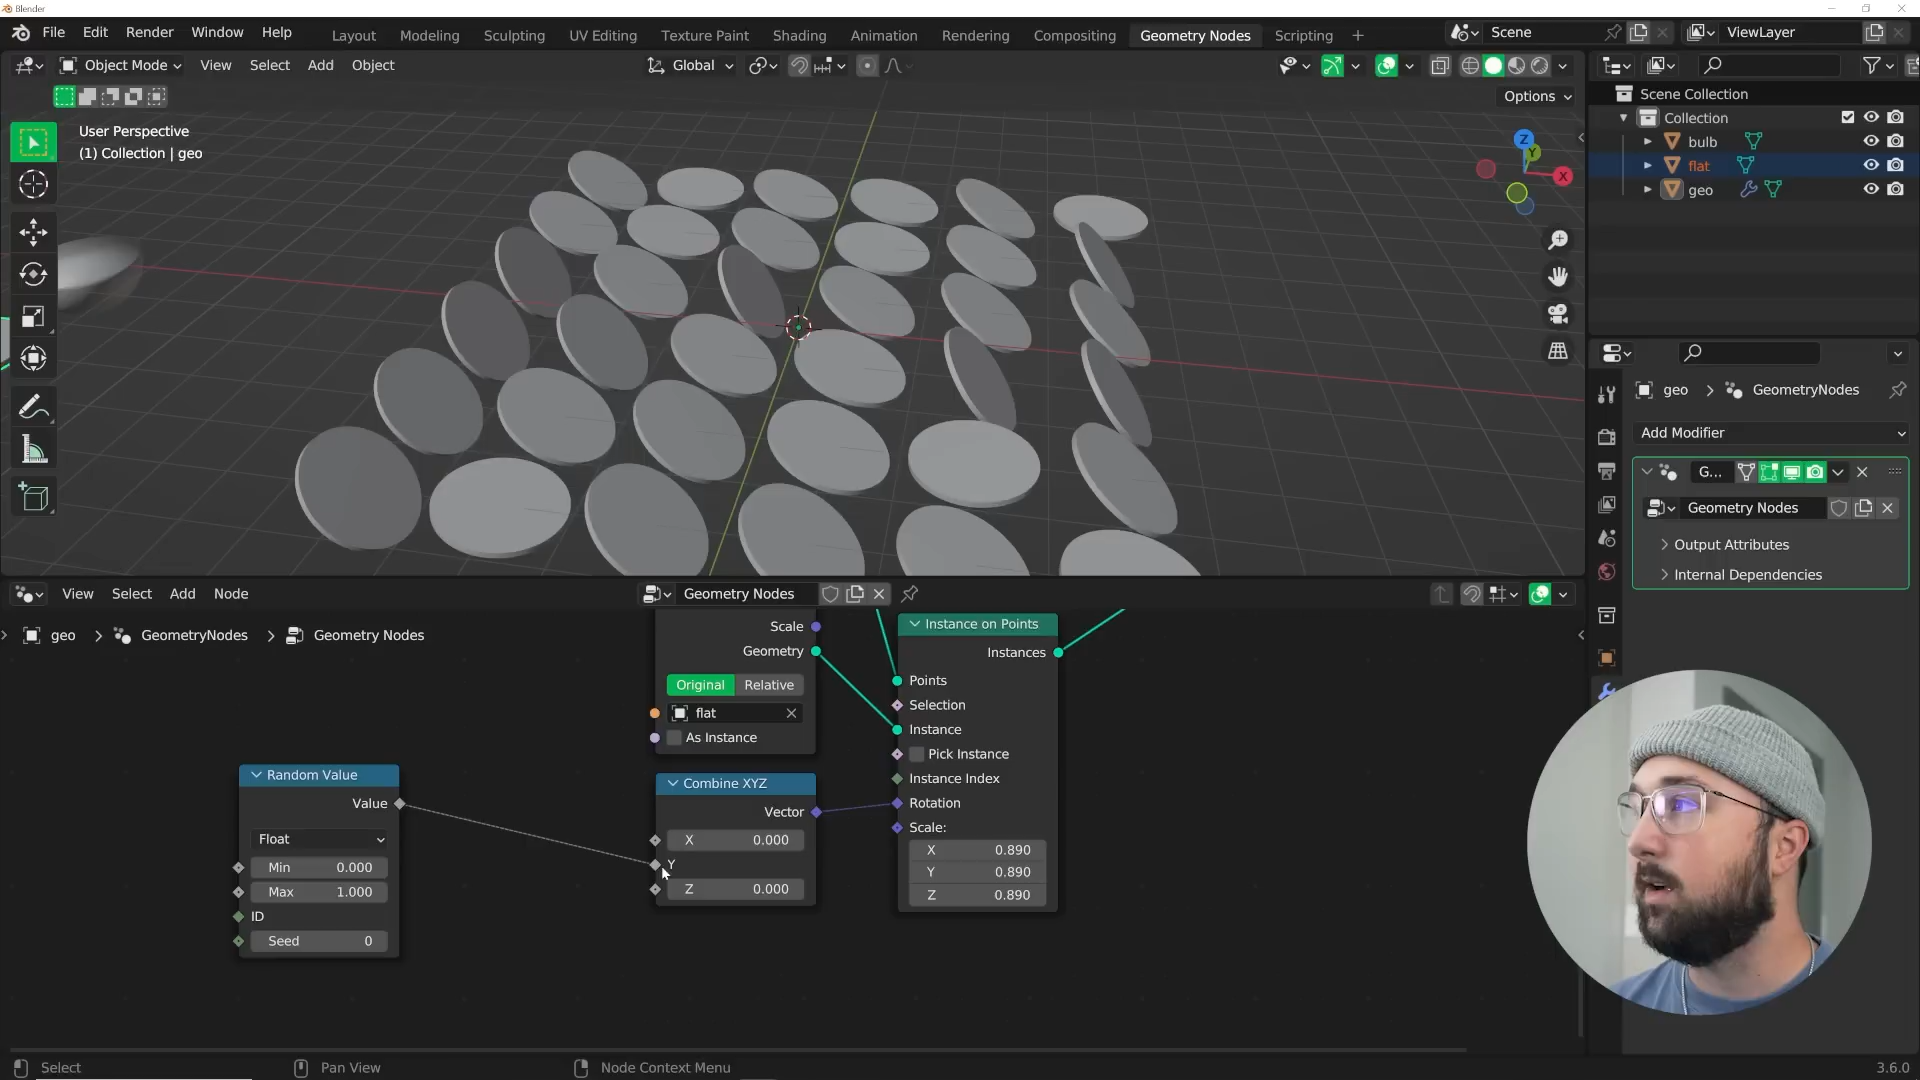 Blender
File Edit Render Window Help
Layout Modeling Sculpting UV Editing Texture Paint Shading Animation Rendering Compositing Geometry Nodes Scripting +
Scene
ViewLayer
Object Mode View Select Add Object
Global
Options
User Perspective
(1) Collection | geo
Z
Y
X
Scene Collection
Collection
bulb
flat
geo
geo > GeometryNodes
Add Modifier
G...
Geometry Nodes
Output Attributes
Internal Dependencies
View Select Add Node
Geometry Nodes
geo > GeometryNodes > Geometry Nodes
Scale
Geometry
Original Relative
flat
As Instance
Instance on Points
Instances
Points
Selection
Instance
Pick Instance
Instance Index
Rotation
Scale:
X 0.890
Y 0.890
Z 0.890
Random Value
Value
Float
Min 0.000
Max 1.000
ID
Seed 0
Combine XYZ
Vector
X 0.000
Y
Z 0.000
Select
Pan View
Node Context Menu
3.6.0